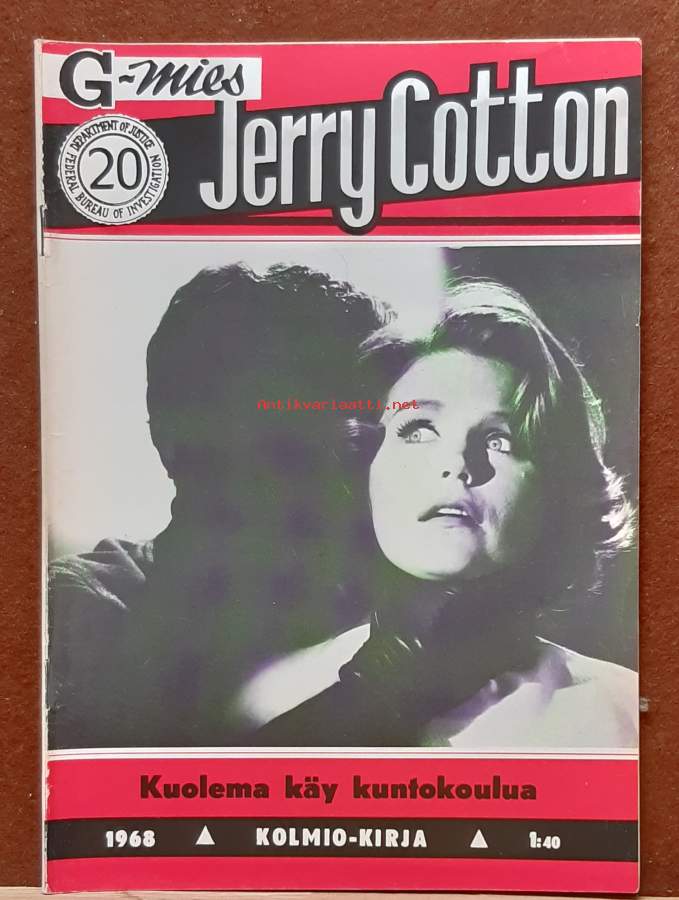 G-mies
Jerry Cotton
DEPARTMENT OF JUSTICE
20
FEDERAL BUREAU OF INVESTIGATION
Antikvariaatti.net
Kuolema käy kuntokoulua
1968 ▲ KOLMIO-KIRJA ▲ 1:40